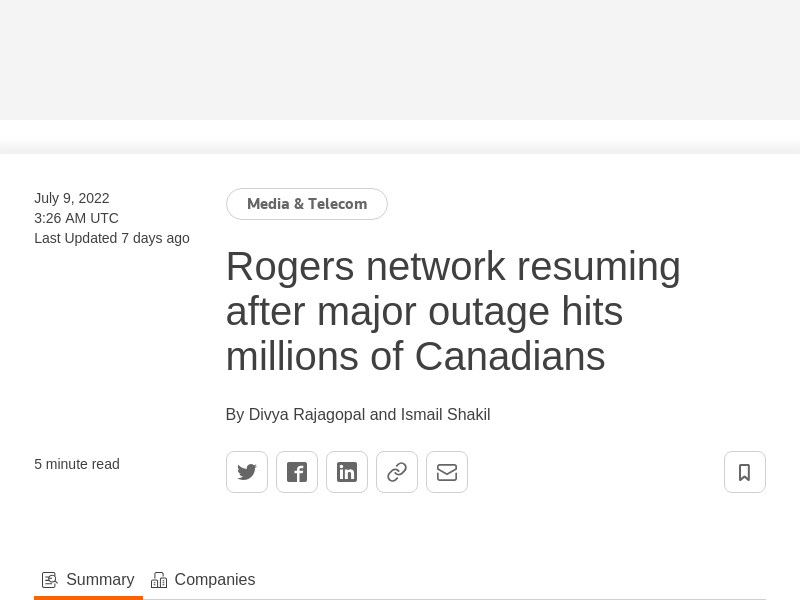 July 9, 2022
3:26 AM UTC
Last Updated 7 days ago
Media & Telecom
Rogers network resuming
after major outage hits
millions of Canadians
By Divya Rajagopal and Ismail Shakil
5 minute read
Summary
Companies